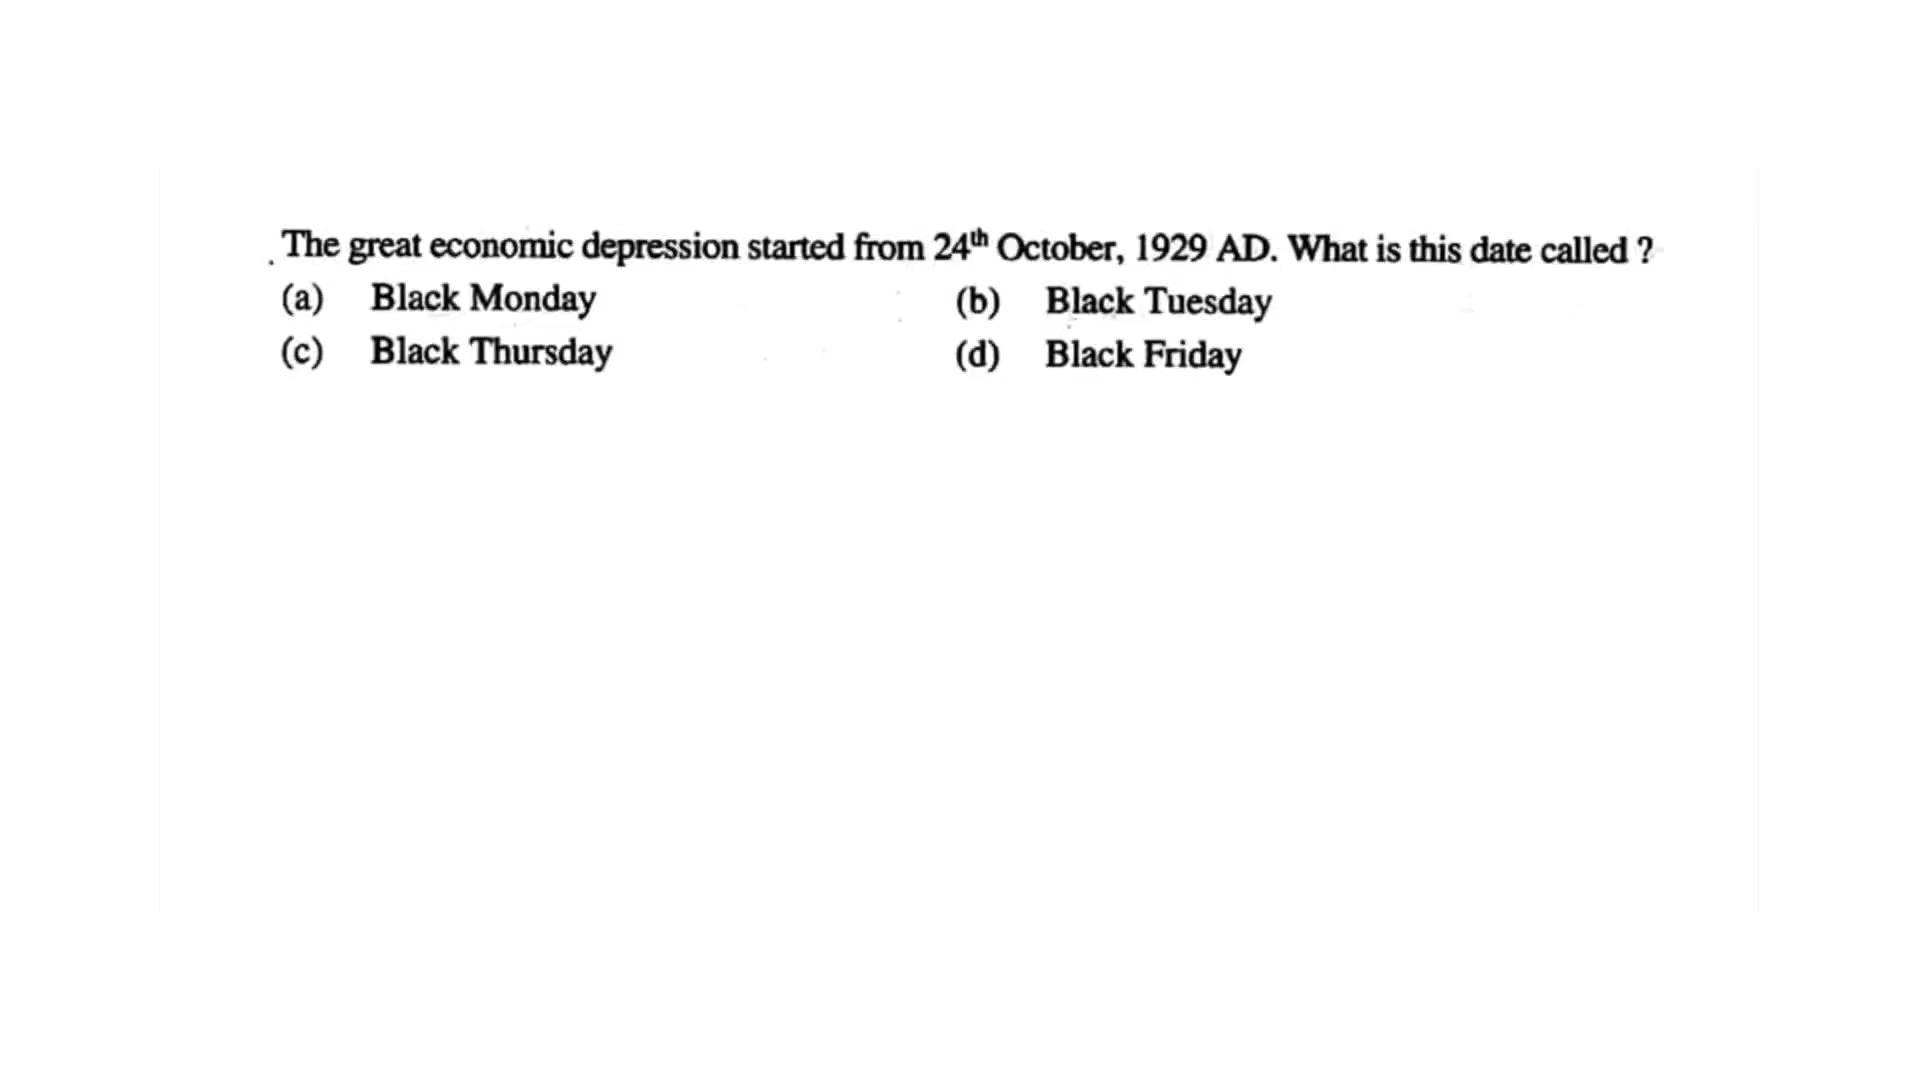 The great economic depression started from 24th October, 1929 AD. What is this date called ?
(a) Black Monday (b) Black Tuesday
(c) Black Thursday (d) Black Friday